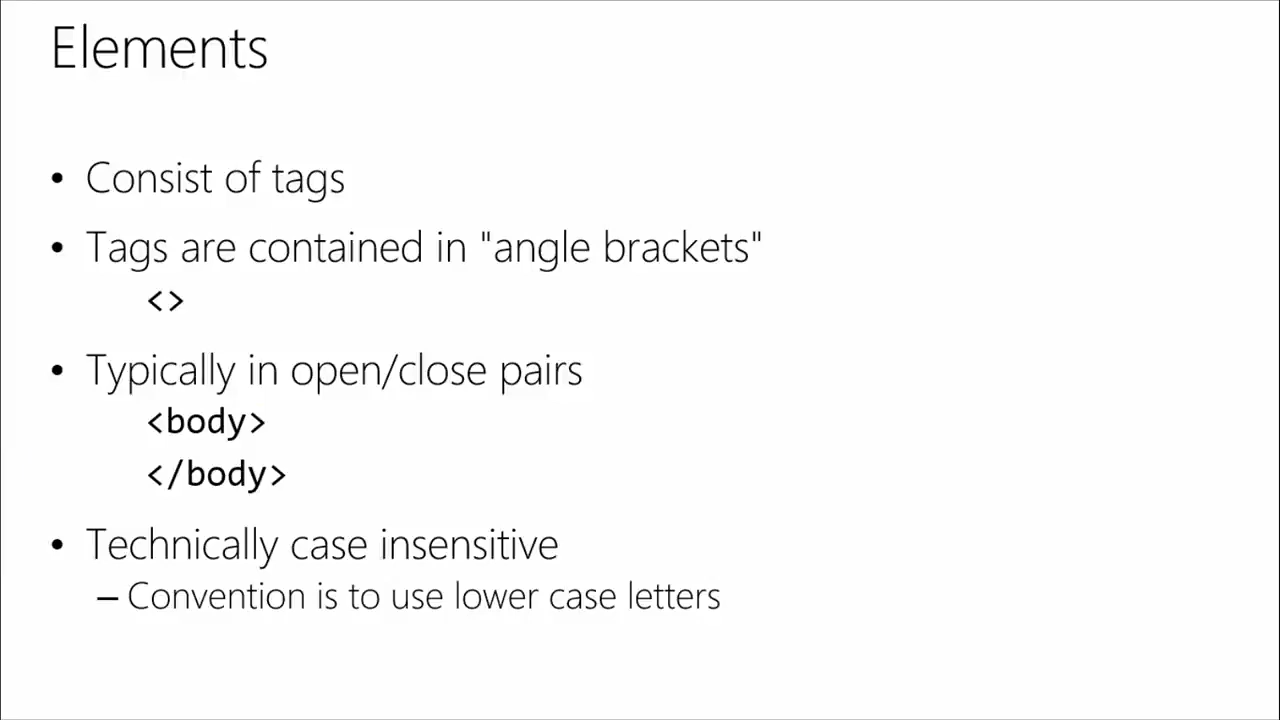 Elements
• Consist of tags
• Tags are contained in "angle brackets"
<>
• Typically in open/close pairs
<body>
</body>
• Technically case insensitive
– Convention is to use lower case letters